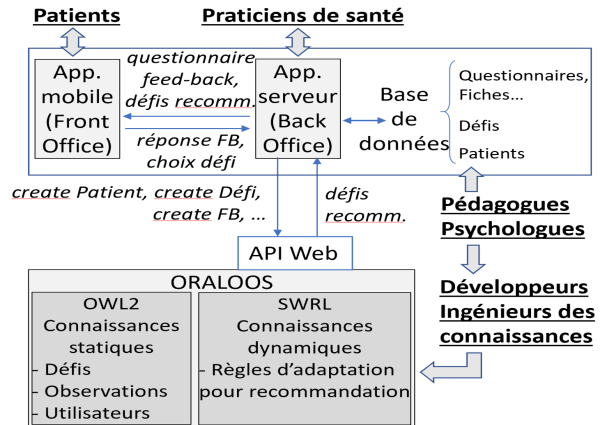 Patients
Praticiens de santé
App.
mobile
(Front
Office)
questionnaire
feed-back,
défis recomm.
réponse FB,
choix défi
App.
serveur
(Back
Office)
Base
de
données
Questionnaires,
Fiches...
Défis
Patients
create Patient, create Défi,
create FB, ...
défis
recomm.
Pédagogues
Psychologues
API Web
ORALOOS
OWL2
Connaissances
statiques
- Défis
- Observations
- Utilisateurs
SWRL
Connaissances
dynamiques
- Règles d'adaptation
pour recommandation
Développeurs
Ingénieurs des
connaissances